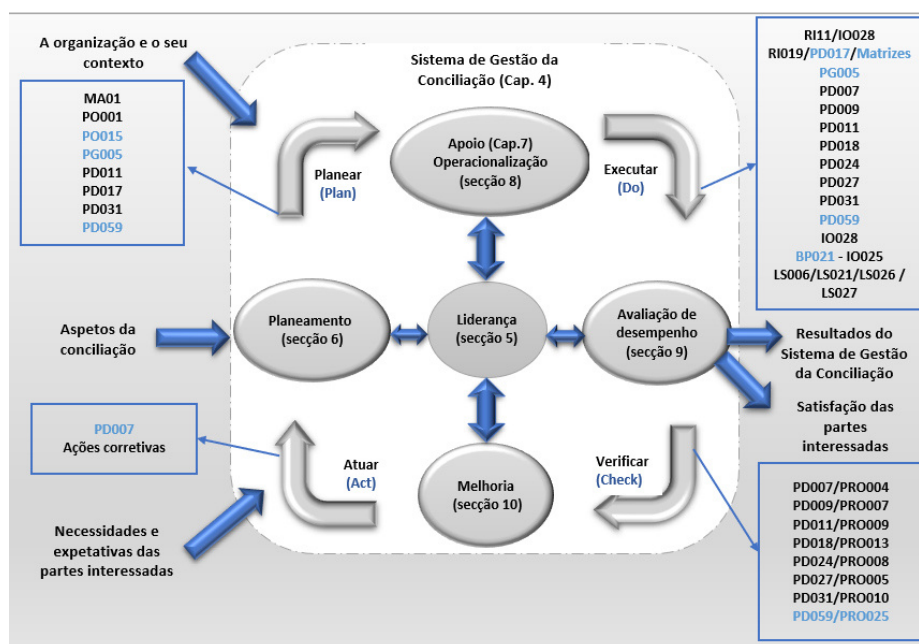 A organização e o seu
contexto
MA01
PO001
PO015
PG005
PD011
PD017
PD031
PD059
Sistema de Gestão da
Conciliação (Cap. 4)
Planear
(Plan)
Apoio (Cap.7)
Operacionalização
(secção 8)
Executar
(Do)
RI11/IO028
RI019/PD017/Matrizes
PG005
PD007
PD009
PD011
PD018
PD024
PD027
PD031
PD059
IO028
BP021 - IO025
LS006/LS021/LS026 /
LS027
Aspetos da
conciliação
Planeamento
(secção 6)
Liderança
(secção 5)
Avaliação de
desempenho
(secção 9)
Resultados do
Sistema de Gestão
da Conciliação
Satisfação das
partes
interessadas
PD007
Ações corretivas
Atuar
(Act)
Melhoria
(secção 10)
Verificar
(Check)
Necessidades e
expetativas das
partes interessadas
PD007/PRO004
PD009/PRO007
PD011/PRO009
PD018/PRO013
PD024/PRO008
PD027/PRO005
PD031/PRO010
PD059/PRO025